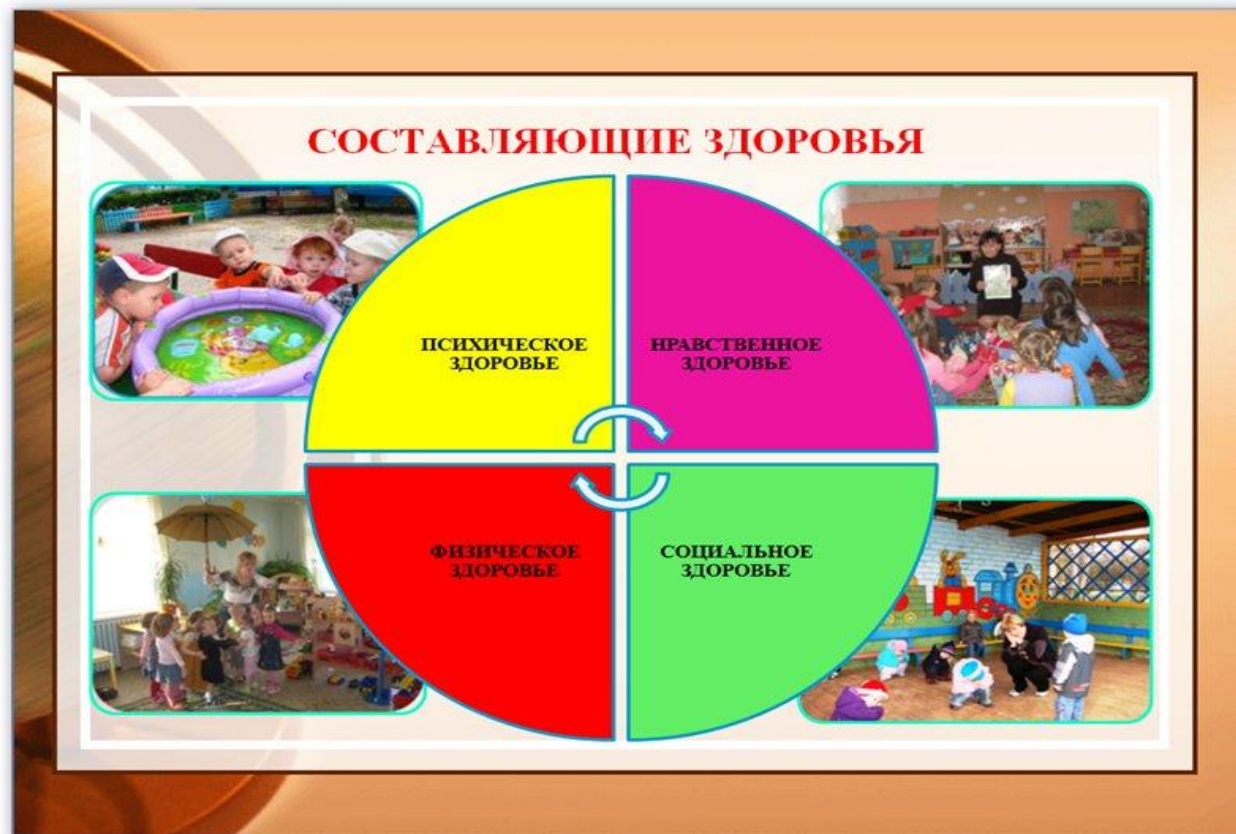 СОСТАВЛЯЮЩИЕ ЗДОРОВЬЯ
ПСИХИЧЕСКОЕ
ЗДОРОВЬЕ
НРАВСТВЕННОЕ
ЗДОРОВЬЕ
ФИЗИЧЕСКОЕ
ЗДОРОВЬЕ
СОЦИАЛЬНОЕ
ЗДОРОВЬЕ